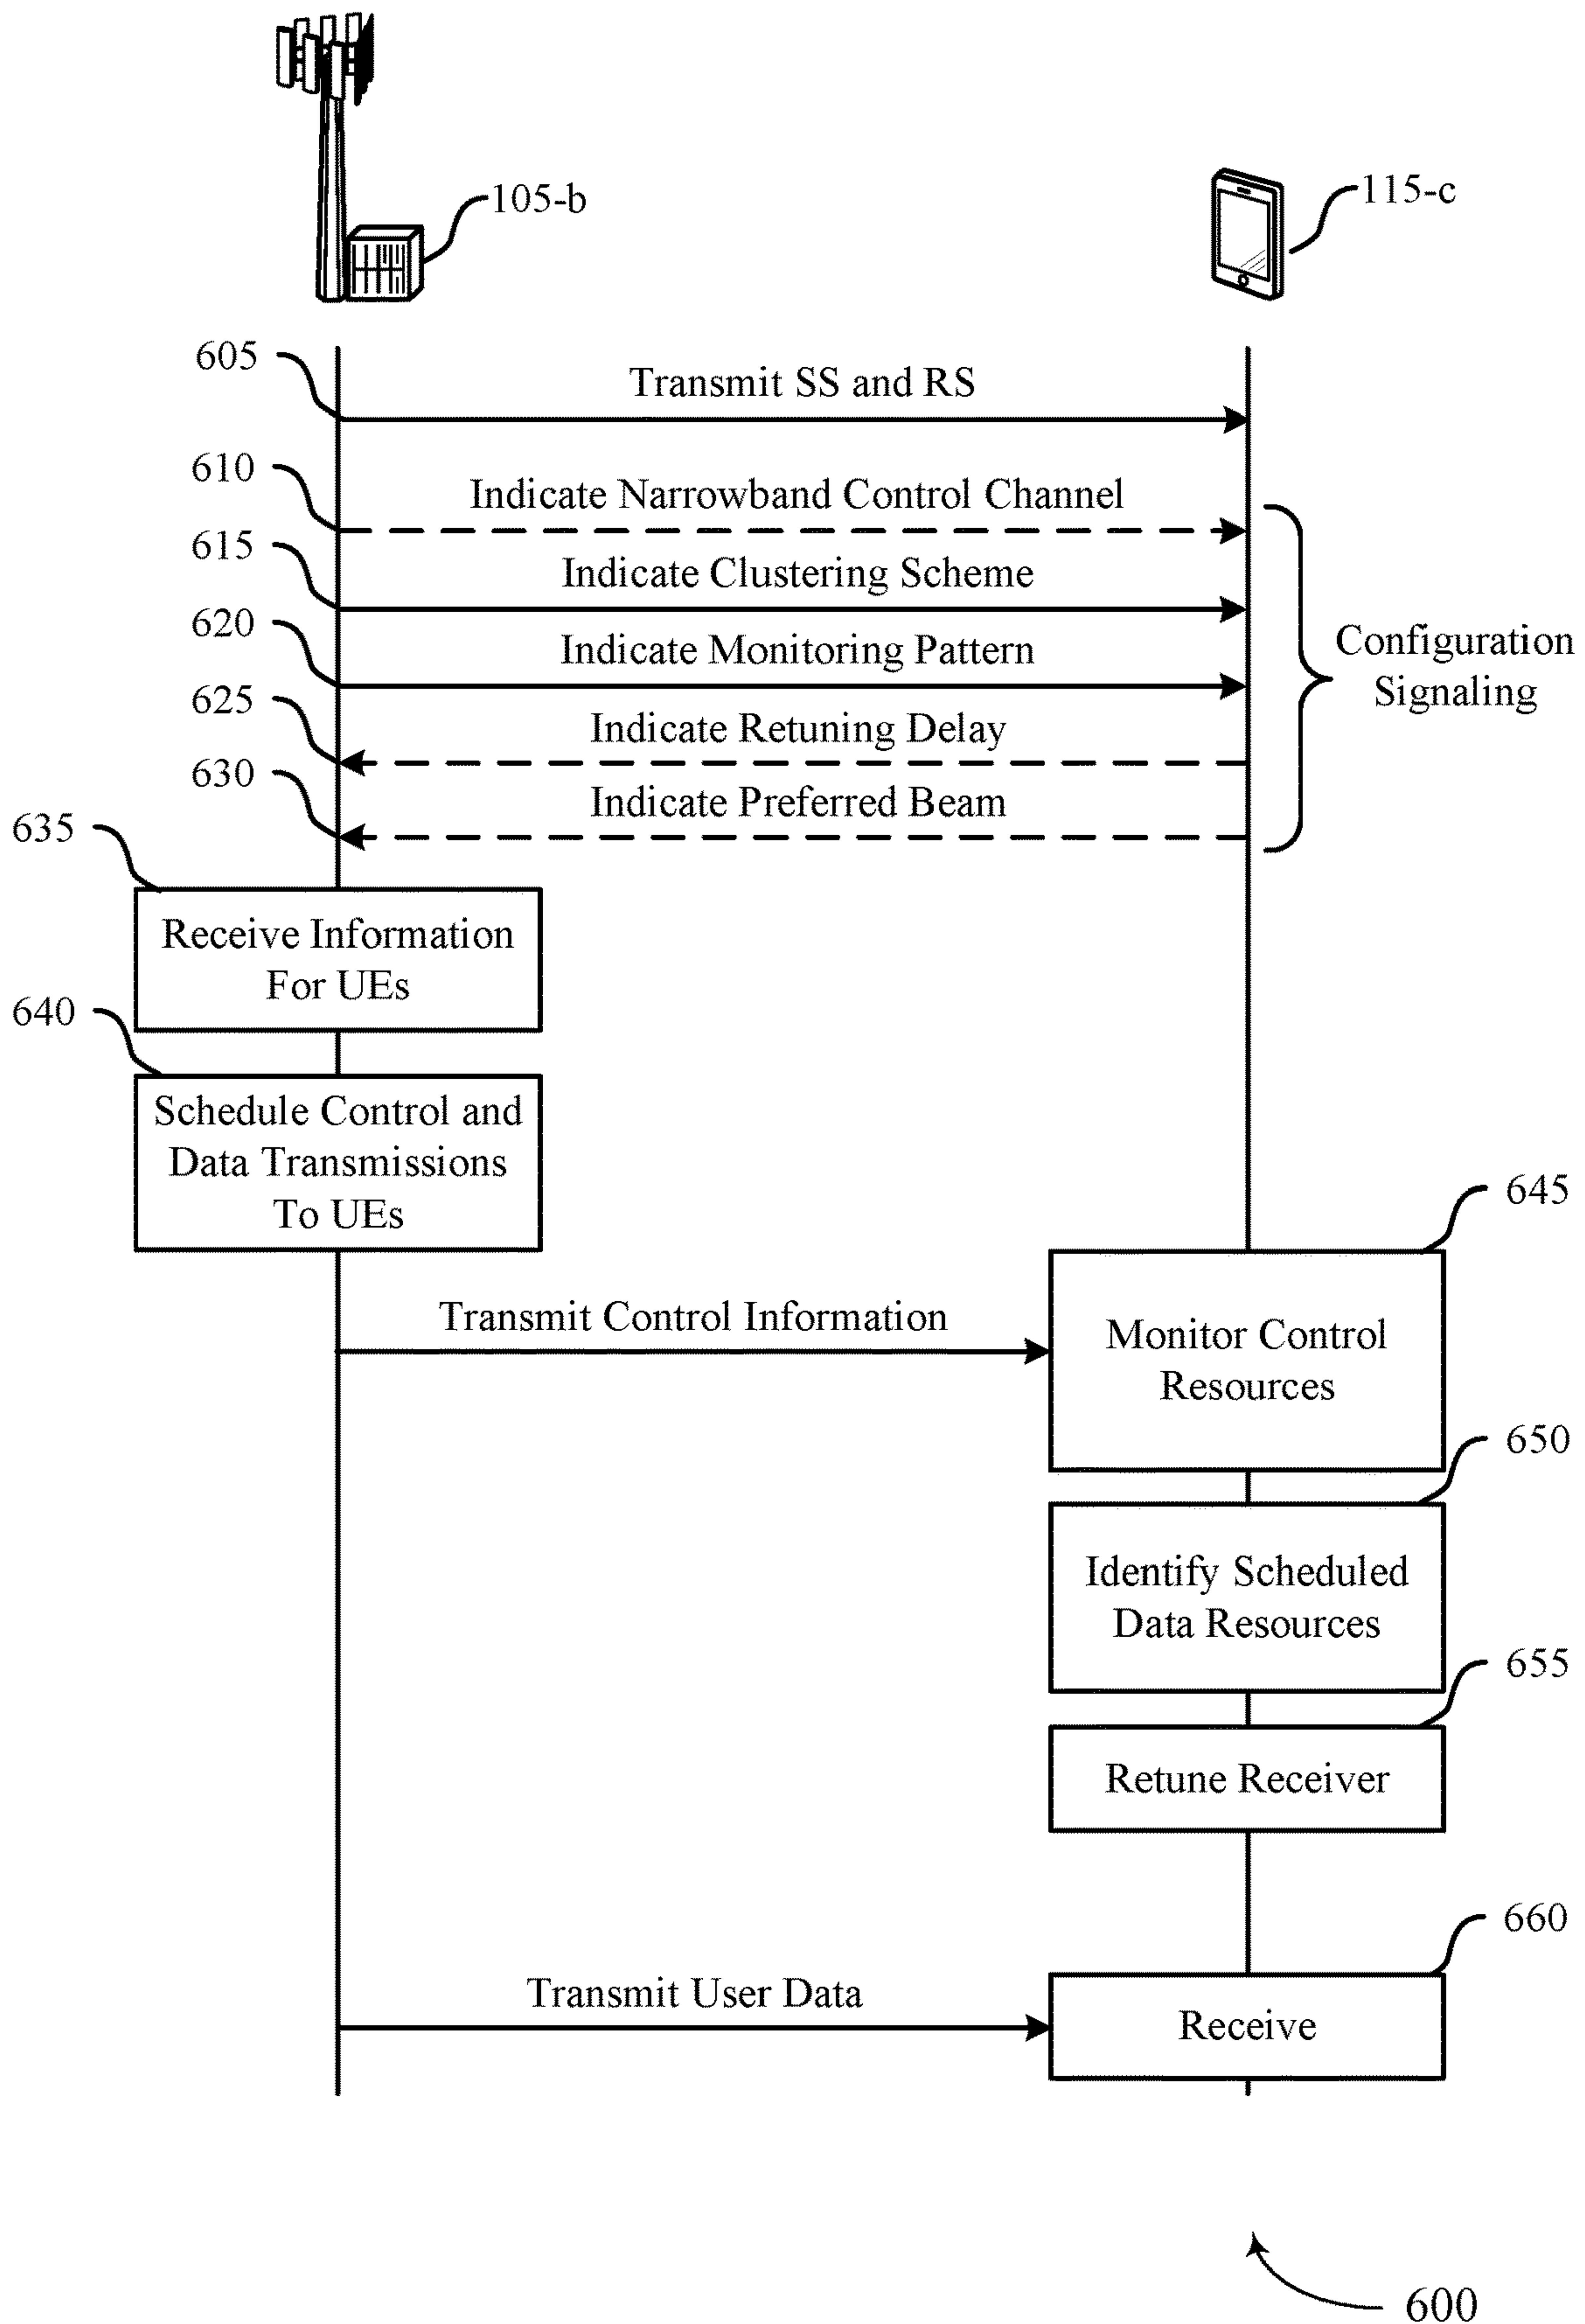 105-b
115-c
605
Transmit SS and RS
610
Indicate Narrowband Control Channel
615
Indicate Clustering Scheme
620
Indicate Monitoring Pattern
Configuration
Signaling
625
Indicate Retuning Delay
630
Indicate Preferred Beam
635
Receive Information
For UEs
640
Schedule Control and
Data Transmissions
To UEs
645
Transmit Control Information
Monitor Control
Resources
650
Identify Scheduled
Data Resources
655
Retune Receiver
660
Transmit User Data
Receive
600